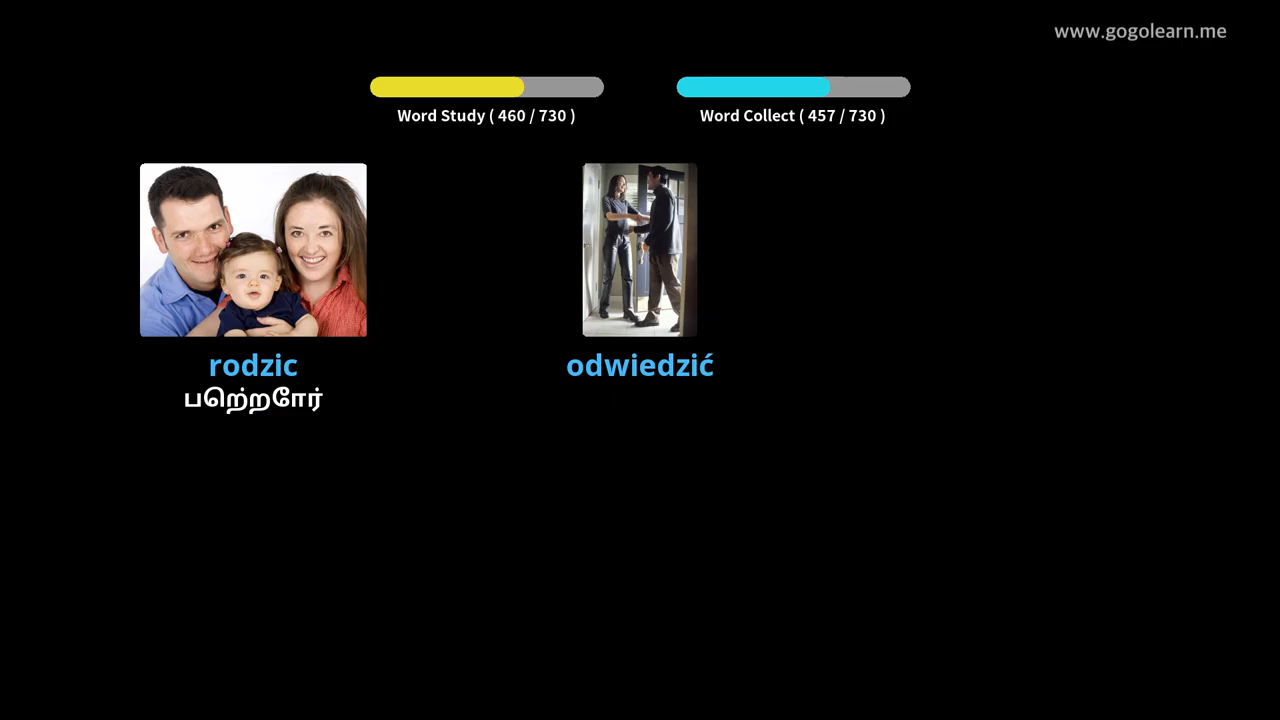 www.gogolearn.me
Word Study ( 460 / 730 )
Word Collect ( 457 / 730 )
rodzic
odwiedzić
பெற்றோர்